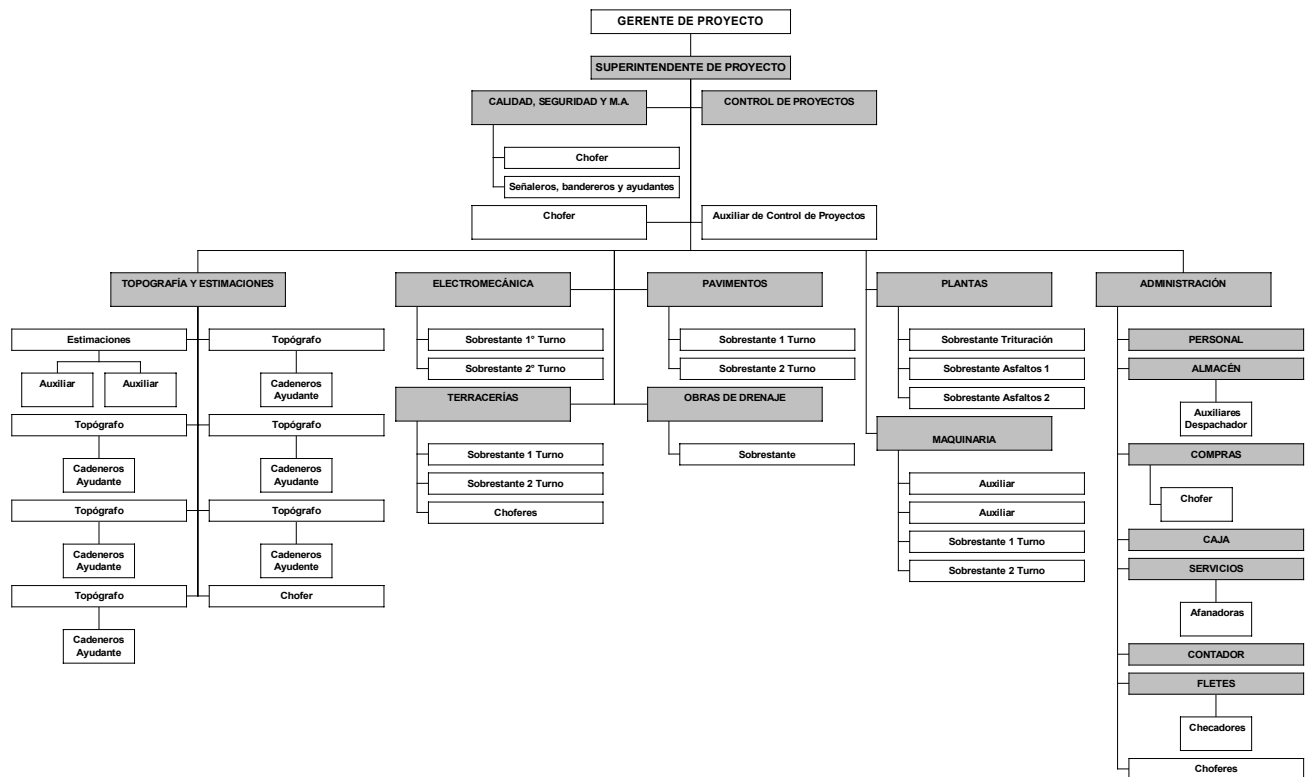 GERENTE DE PROYECTO
SUPERINTENDENTE DE PROYECTO
CALIDAD, SEGURIDAD Y M.A.
CONTROL DE PROYECTOS
Chofer
Señaleros, bandereros y ayudantes
Chofer
Auxiliar de Control de Proyectos
TOPOGRAFÍA Y ESTIMACIONES
Estimaciones
Auxiliar
Auxiliar
Topógrafo
Cadeneros
Ayudante
Topógrafo
Cadeneros
Ayudante
Topógrafo
Cadeneros
Ayudante
Topógrafo
Cadeneros
Ayudante
Topógrafo
Cadeneros
Ayudente
Topógrafo
Cadeneros
Ayudante
Chofer
ELECTROMECÁNICA
Sobrestante 1° Turno
Sobrestante 2° Turno
PAVIMENTOS
Sobrestante 1 Turno
Sobrestante 2 Turno
TERRACERÍAS
Sobrestante 1 Turno
Sobrestante 2 Turno
Choferes
OBRAS DE DRENAJE
Sobrestante
PLANTAS
Sobrestante Trituración
Sobrestante Asfaltos 1
Sobrestante Asfaltos 2
MAQUINARIA
Auxiliar
Auxiliar
Sobrestante 1 Turno
Sobrestante 2 Turno
ADMINISTRACIÓN
PERSONAL
ALMACÉN
Auxiliares
Despachador
COMPRAS
Chofer
CAJA
SERVICIOS
Afanadoras
CONTADOR
FLETES
Checadores
Choferes